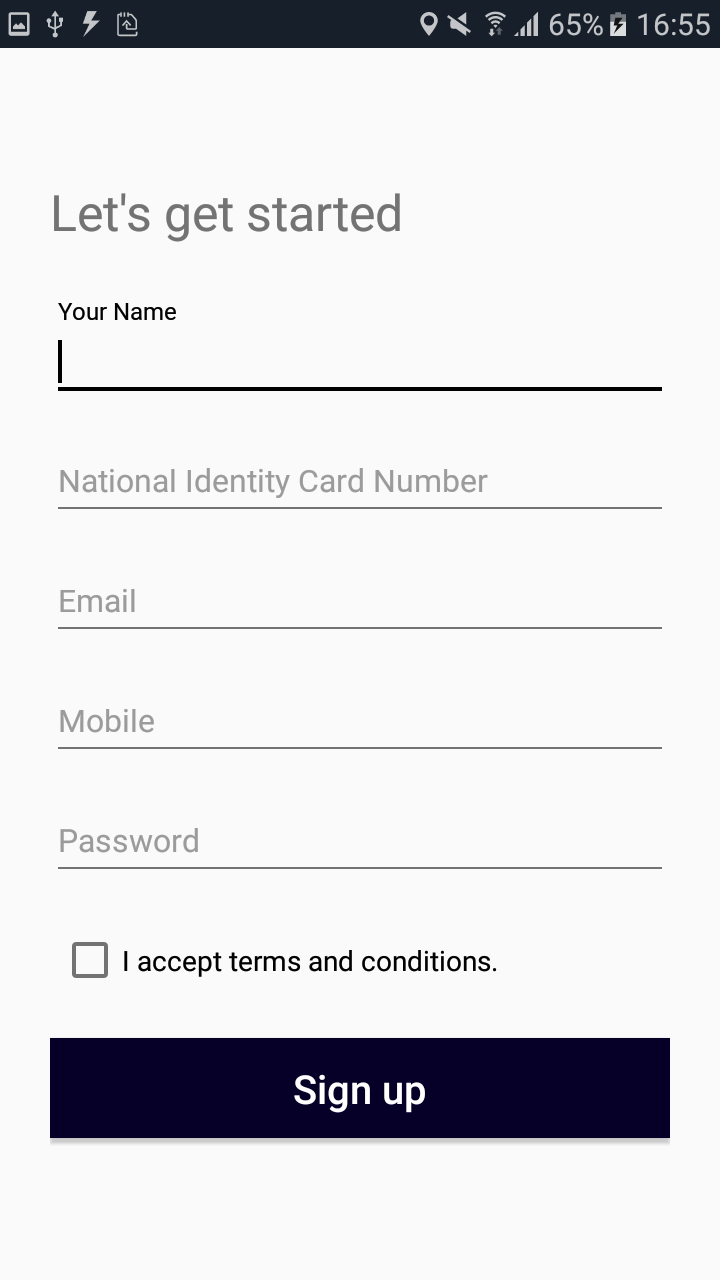 65% 16:55
Let's get started
Your Name
National Identity Card Number
Email
Mobile
Password
I accept terms and conditions.
Sign up